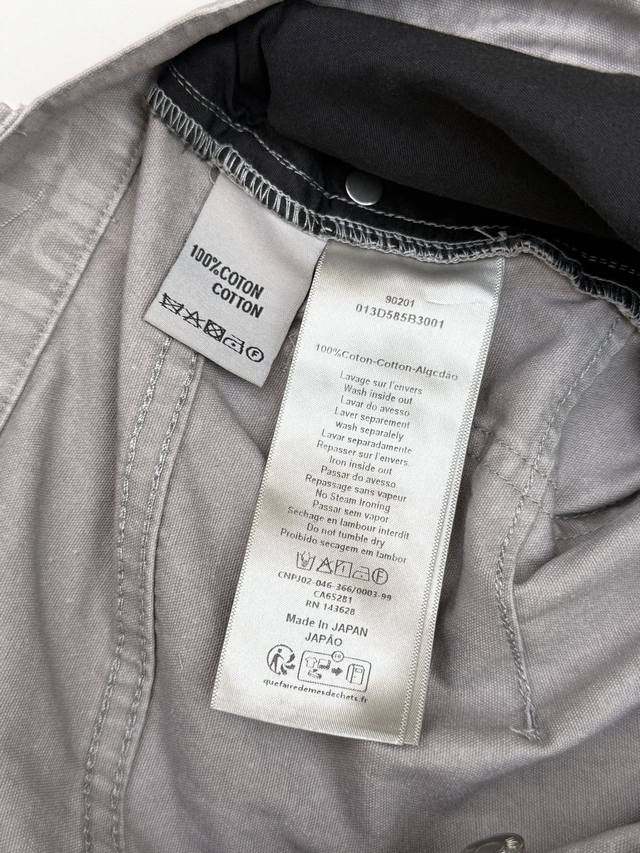 100%COTON
COTTON
90201
013D585B3001
100%Coton-Cotton-Algcdão
Lavage sur l'envers
Wash inside out
Lavar do avesso
Laver separement
wash separately
Lavar separadamente
Repasser sur l'envers.
Iron inside out
Passar do avesso
Repassage sans vapeur
No Steam Ironing
Passar sem vapor
Sechage en lambour interdit
Do not tumble dry
Proibido secagem em tambor
CNPJ02-046-366/0003-99
CA65281
RN 143628
Made In JAPAN
JAPÃO
quefairedemesdechets.fr